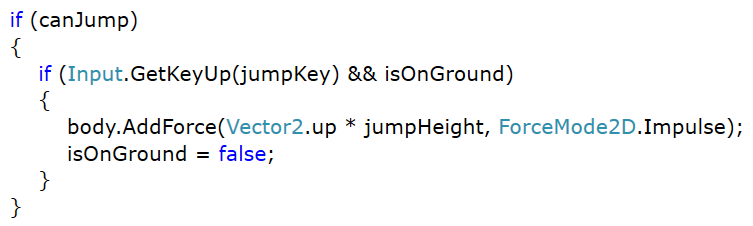 if (canJump)
{
if (Input.GetKeyUp(jumpKey) && isOnGround)
{
body.AddForce(Vector2.up * jumpHeight, ForceMode2D.Impulse);
isOnGround = false;
}
}